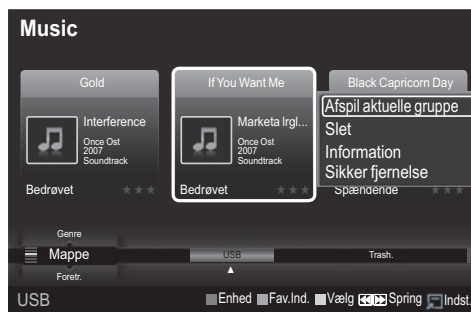 Music
Gold
If You Want Me
Black Capricorn Day
Interference
Once Ost
2007
Soundtrack
Bedrøvet
Marketa Irgl...
Once Ost
2007
Soundtrack
Bedrøvet
Afspil aktuelle gruppe
Slet
Information
Sikker fjernelse
Spændende
Genre
Mappe
Foretr.
USB
Trash.
USB
Enhed
Fav.Ind.
Vælg
Spring
Indst.